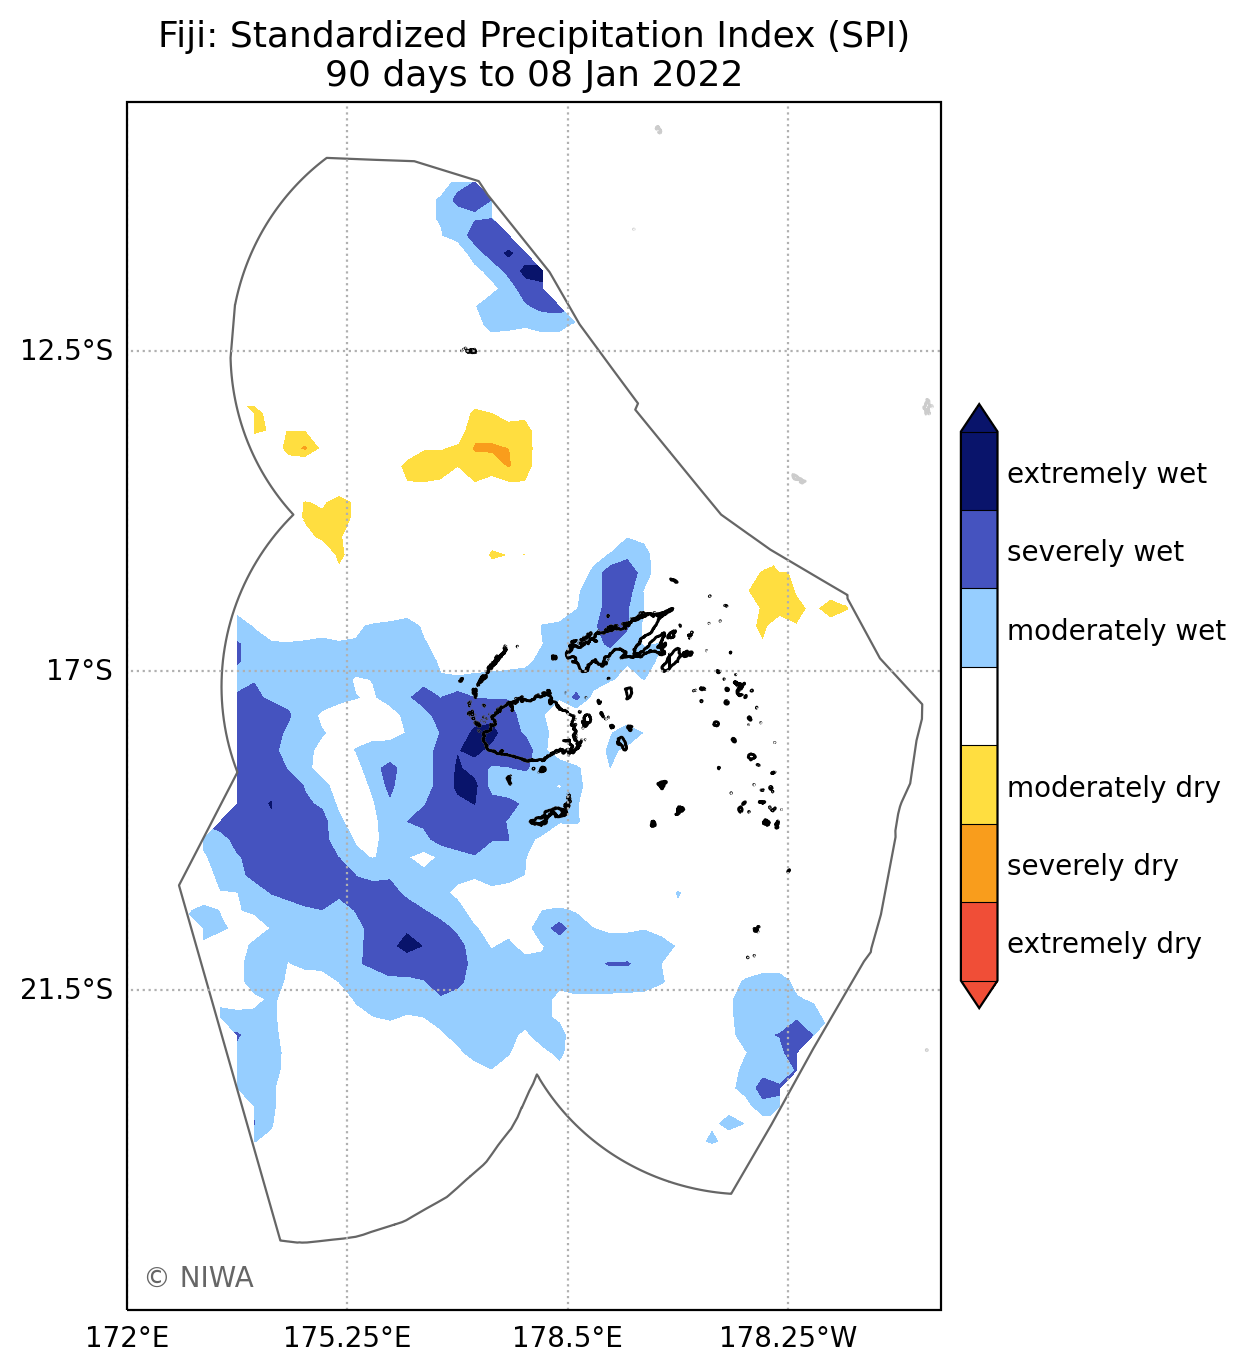 Fiji: Standardized Precipitation Index (SPI)
90 days to 08 Jan 2022
12.5°S
17°S
21.5°S
extremely wet
severely wet
moderately wet
moderately dry
severely dry
extremely dry
© NIWA
172°E
175.25°E
178.5°E
178.25°W